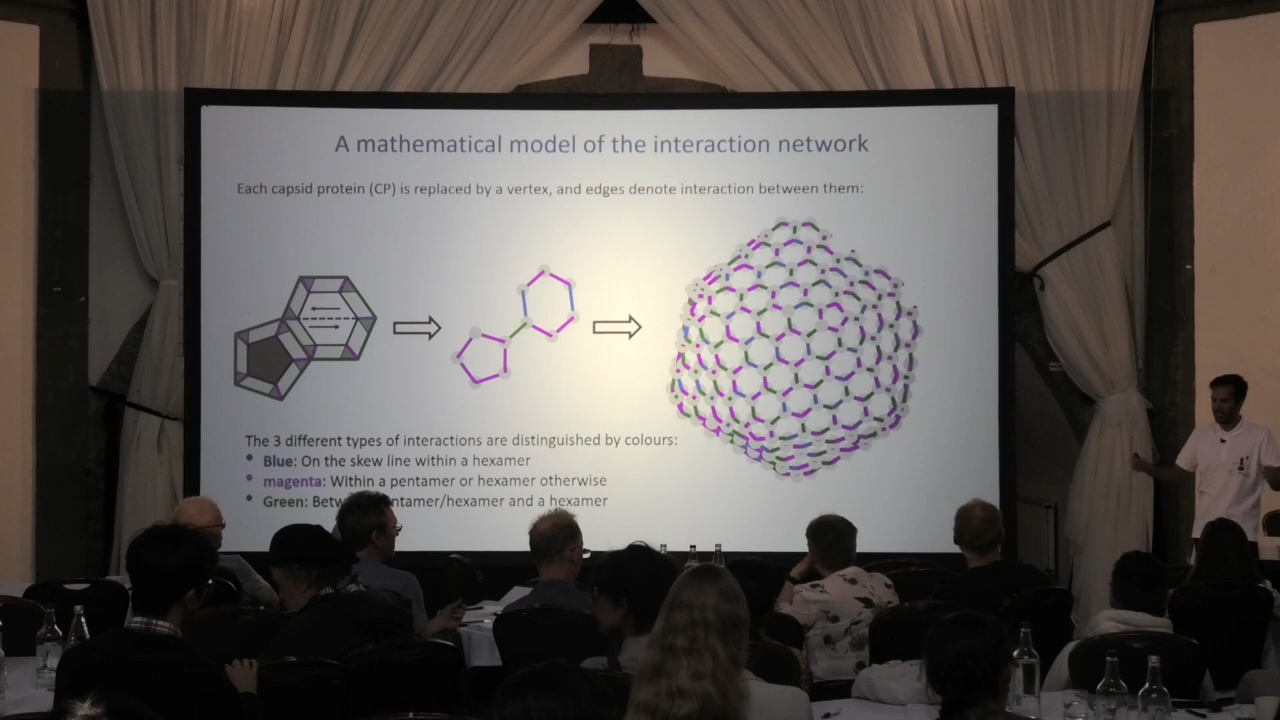 A mathematical model of the interaction network
Each capsid protein (CP) is replaced by a vertex, and edges denote interaction between them:
The 3 different types of interactions are distinguished by colours:
• Blue: On the skew line within a hexamer
• magenta: Within a pentamer or hexamer otherwise
• Green: /hexamer and a hexamer